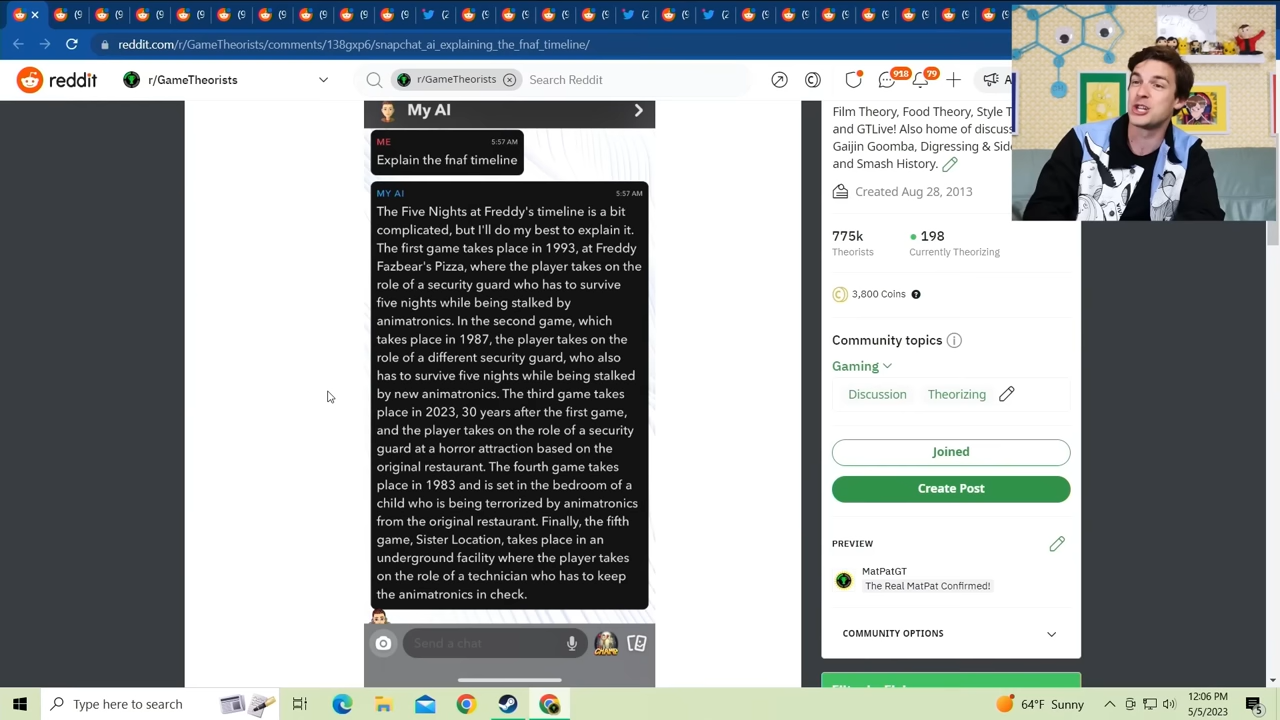 reddit.com/r/GameTheorists/comments/138gxp6/snapchat_ai_explaining_the_fnaf_timeline/
reddit
r/GameTheorists
r/GameTheorists
Search Reddit
918
79
My AI
ME
5:57 AM
Explain the fnaf timeline
MY AI
5:57 AM
The Five Nights at Freddy's timeline is a bit
complicated, but I'll do my best to explain it.
The first game takes place in 1993, at Freddy
Fazbear's Pizza, where the player takes on the
role of a security guard who has to survive
five nights while being stalked by
animatronics. In the second game, which
takes place in 1987, the player takes on the
role of a different security guard, who also
has to survive five nights while being stalked
by new animatronics. The third game takes
place in 2023, 30 years after the first game,
and the player takes on the role of a security
guard at a horror attraction based on the
original restaurant. The fourth game takes
place in 1983 and is set in the bedroom of a
child who is being terrorized by animatronics
from the original restaurant. Finally, the fifth
game, Sister Location, takes place in an
underground facility where the player takes
on the role of a technician who has to keep
the animatronics in check.
Send a chat
Film Theory, Food Theory, Style T
and GTLive! Also home of discuss
Gaijin Goomba, Digressing & Side
and Smash History.
Created Aug 28, 2013
775k
198
Theorists
Currently Theorizing
3,800 Coins
Community topics
Gaming
Discussion
Theorizing
Joined
Create Post
PREVIEW
MatPatGT
The Real MatPat Confirmed!
COMMUNITY OPTIONS
Type here to search
64°F Sunny
12:06 PM
5/5/2023
5